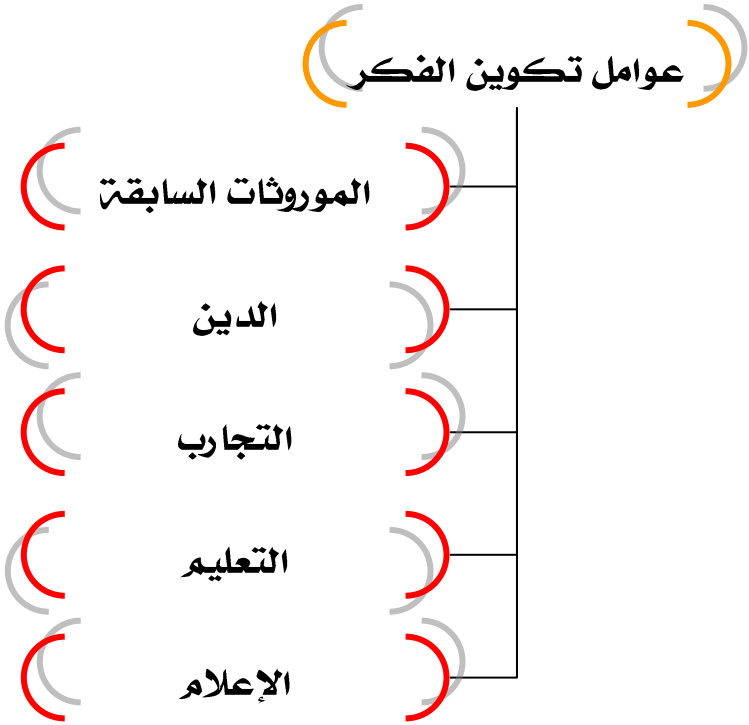 عوامل تكوين الفكر
الموروثات السابقة
الدين
التجارب
التعليم
الإعلام